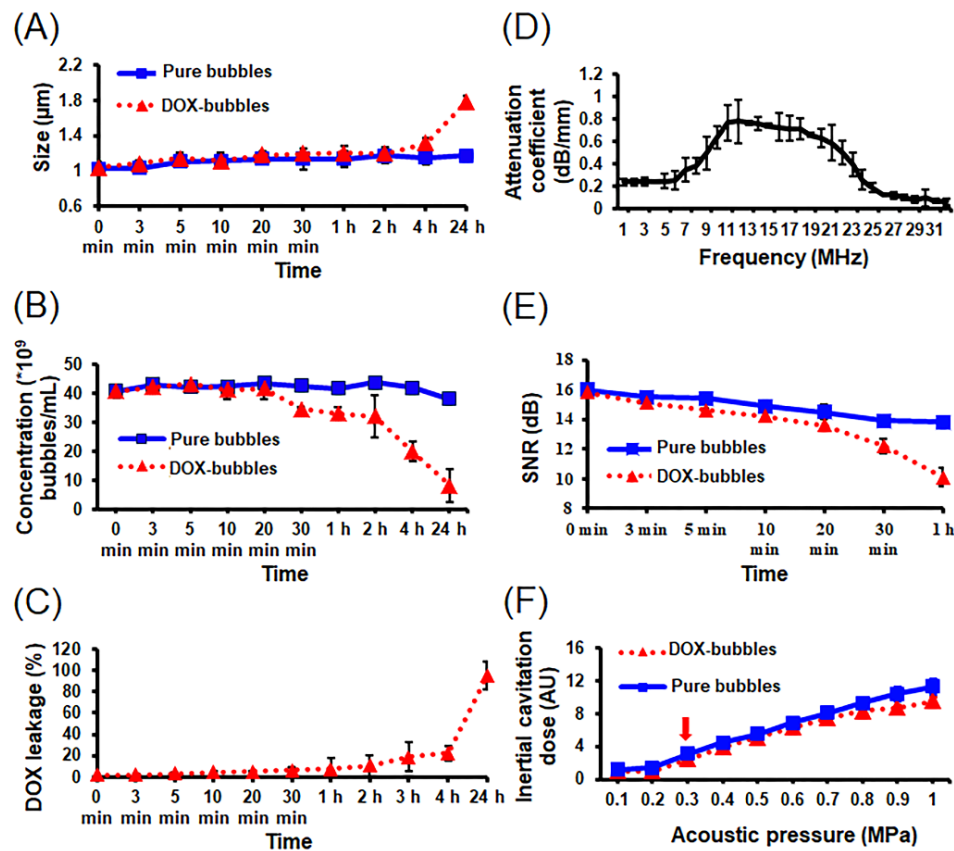 (A)
Size (µm)
2.2
1.8
1.4
1
0.6
Pure bubbles
DOX-bubbles
0 3 5 10 20 30 1 h 2 h 4 h 24 h
min min min min min min
Time
(B)
Concentration (*10⁹
bubbles/mL)
50
40
30
20
10
0
Pure bubbles
DOX-bubbles
0 3 5 10 20 30 1 h 2 h 4 h 24 h
min min min min min min
Time
(C)
DOX leakage (%)
120
100
80
60
40
20
0
0 3 5 10 20 30 1 h 2 h 3 h 4 h 24 h
min min min min min min
Time
(D)
Attenuation
coefficient
(dB/mm)
1.2
1
0.8
0.6
0.4
0.2
0
1 3 5 7 9 11 13 15 17 19 21 23 25 27 29 31
Frequency (MHz)
(E)
SNR (dB)
18
16
14
12
10
8
Pure bubbles
DOX-bubbles
0 min 3 min 5 min 10 20 30 1 h
min min min
Time
(F)
Inertial cavitation
dose (AU)
16
12
8
4
0
DOX-bubbles
Pure bubbles
0.1 0.2 0.3 0.4 0.5 0.6 0.7 0.8 0.9 1
Acoustic pressure (MPa)